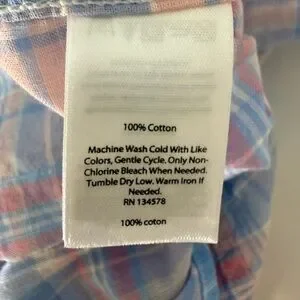 100% Cotton
Machine Wash Cold With Like
Colors, Gentle Cycle. Only Non-
Chlorine Bleach When Needed.
Tumble Dry Low, Warm Iron If
Needed.
RN 134578
100% coton